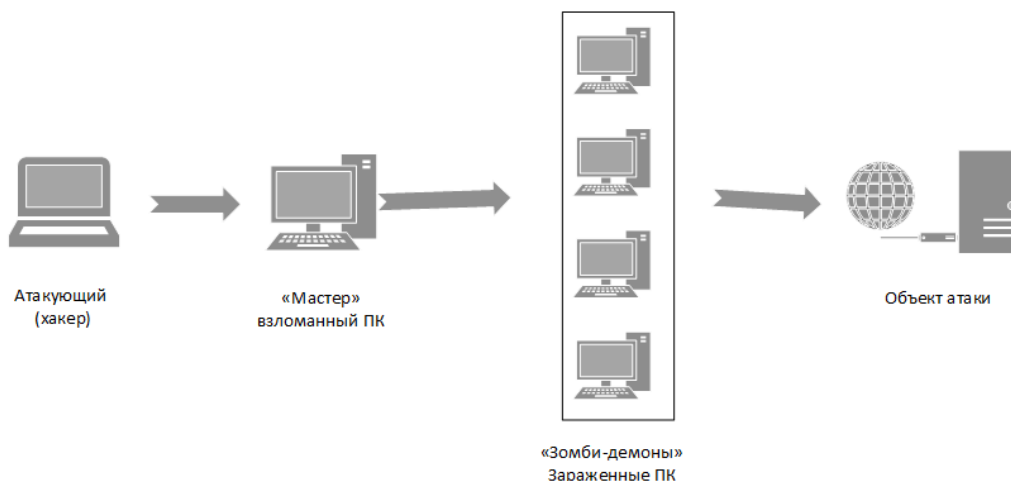 Атакующий
(хакер)
«Мастер»
взломанный ПК
«Зомби-демоны»
Зараженные ПК
Объект атаки